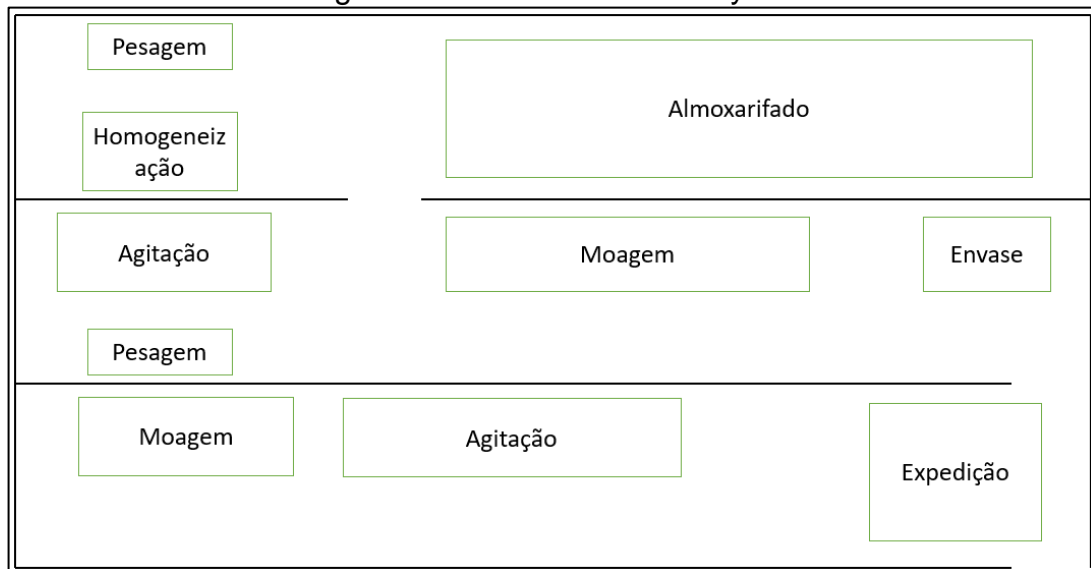 Pesagem
Almoxarifado
Homogeneiz
ação
Agitação
Moagem
Envase
Pesagem
Moagem
Agitação
Expedição